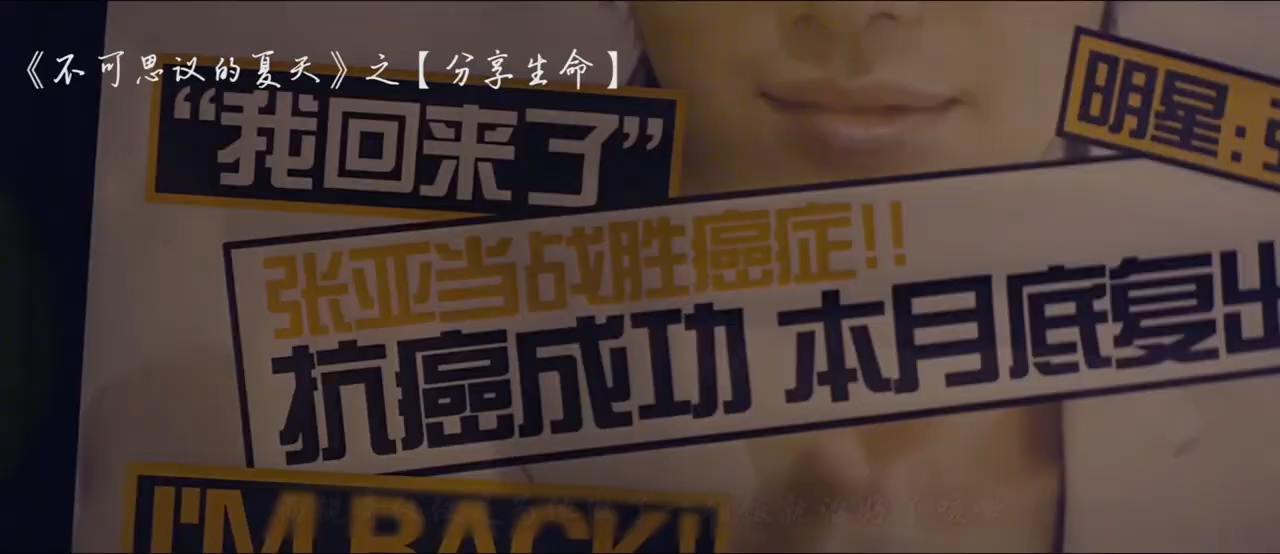 《不可思议的夏天》之【分享生命】
“我回来了”
明星：
张亚当战胜癌症!!
抗癌成功 本月底复出
I'M BACK!